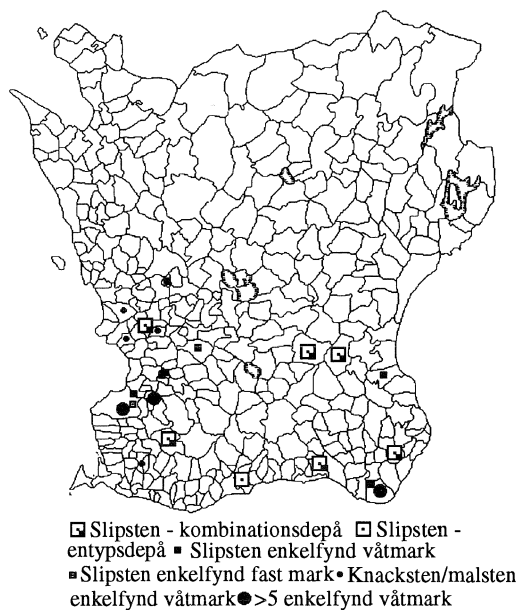 Slipsten - kombinationsdepå Slipsten -
entypsdepå Slipsten enkelfynd våtmark
Slipsten enkelfynd fast mark Knacksten/malsten
enkelfynd våtmark >5 enkelfynd våtmark